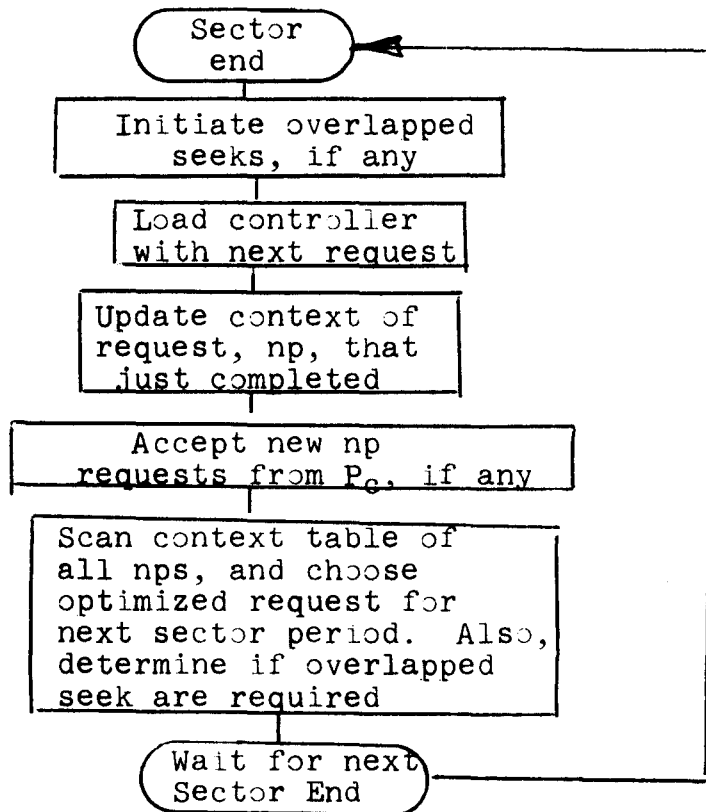 Sector
end
Initiate overlapped
seeks, if any
Load controller
with next request
Update context of
request, np, that
just completed
Accept new np
requests from Pc, if any
Scan context table of
all nps, and choose
optimized request for
next sector period. Also,
determine if overlapped
seek are required
Wait for next
Sector End